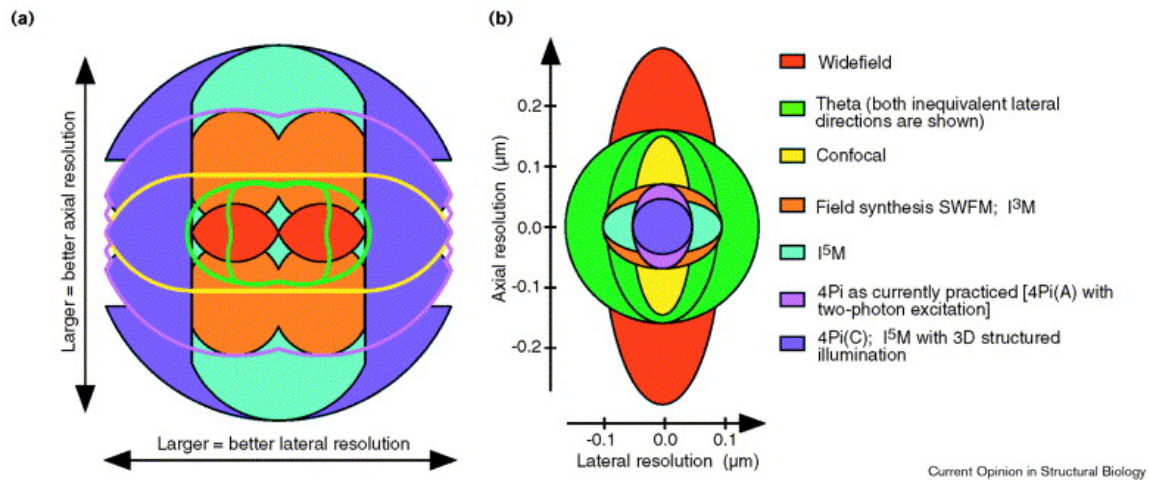 (a)
Larger = better axial resolution
Larger = better lateral resolution
(b)
Axial resolution (µm)
0.2
0.1
0.0
-0.1
-0.2
-0.1 0.0 0.1
Lateral resolution (µm)
Widefield
Theta (both inequivalent lateral
directions are shown)
Confocal
Field synthesis SWFM; I³M
I⁵M
4Pi as currently practiced [4Pi(A) with
two-photon excitation]
4Pi(C); I⁵M with 3D structured
illumination
Current Opinion in Structural Biology